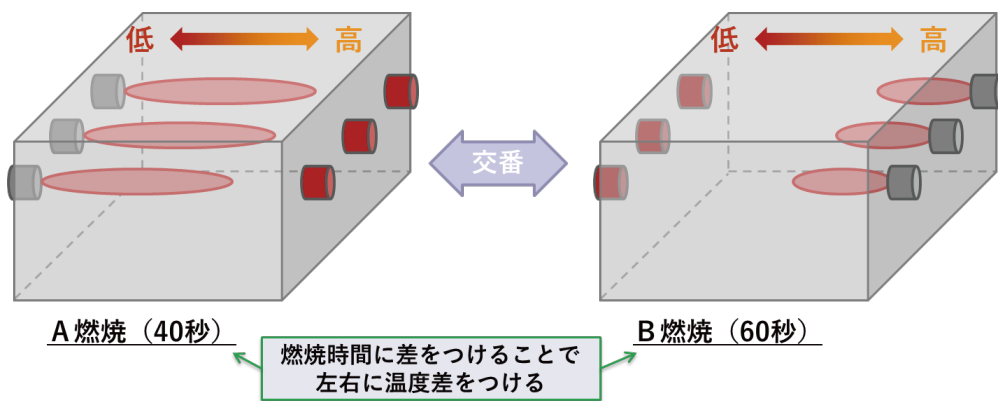 低 高
低 高
交番
A燃焼（40秒）
B燃焼（60秒）
燃焼時間に差をつけることで
左右に温度差をつける